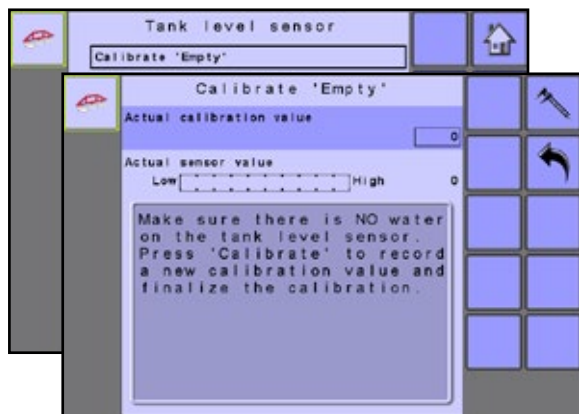 Tank level sensor
Calibrate 'Empty'
Calibrate 'Empty'
Actual calibration value
0
Actual sensor value
Low High 0
Make sure there is NO water
on the tank level sensor.
Press 'Calibrate' to record
a new calibration value and
finalize the calibration.